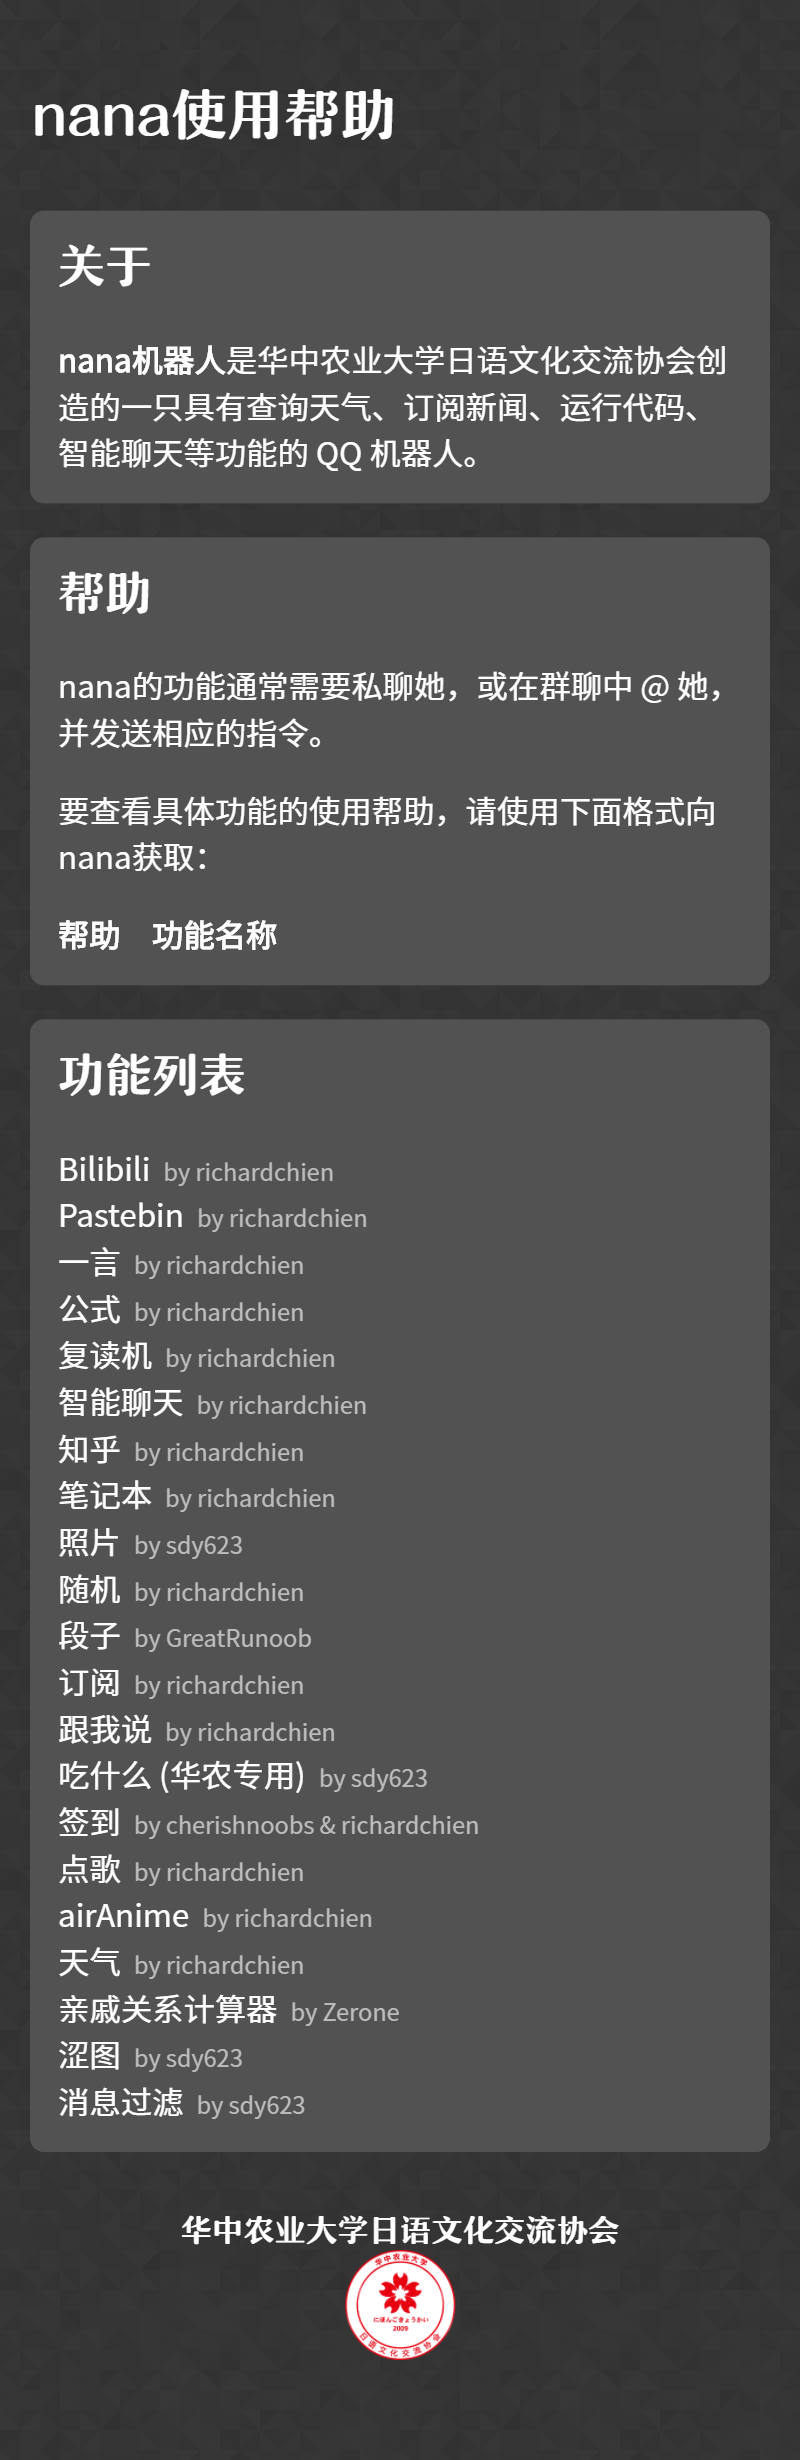 nana使用帮助
关于
nana机器人是华中农业大学日语文化交流协会创
造的一只具有查询天气、订阅新闻、运行代码、
智能聊天等功能的 QQ 机器人。
帮助
nana的功能通常需要私聊她，或在群聊中 @ 她，
并发送相应的指令。
要查看具体功能的使用帮助，请使用下面格式向
nana获取：
帮助　功能名称
功能列表
Bilibili by richardchien
Pastebin by richardchien
一言 by richardchien
公式 by richardchien
复读机 by richardchien
智能聊天 by richardchien
知乎 by richardchien
笔记本 by richardchien
照片 by sdy623
随机 by richardchien
段子 by GreatRunoob
订阅 by richardchien
跟我说 by richardchien
吃什么 (华农专用) by sdy623
签到 by cherishnoobs & richardchien
点歌 by richardchien
airAnime by richardchien
天气 by richardchien
亲戚关系计算器 by Zerone
涩图 by sdy623
消息过滤 by sdy623
华中农业大学日语文化交流协会
华中农业大学
にほんごきょうかい
2009
日语文化交流协会